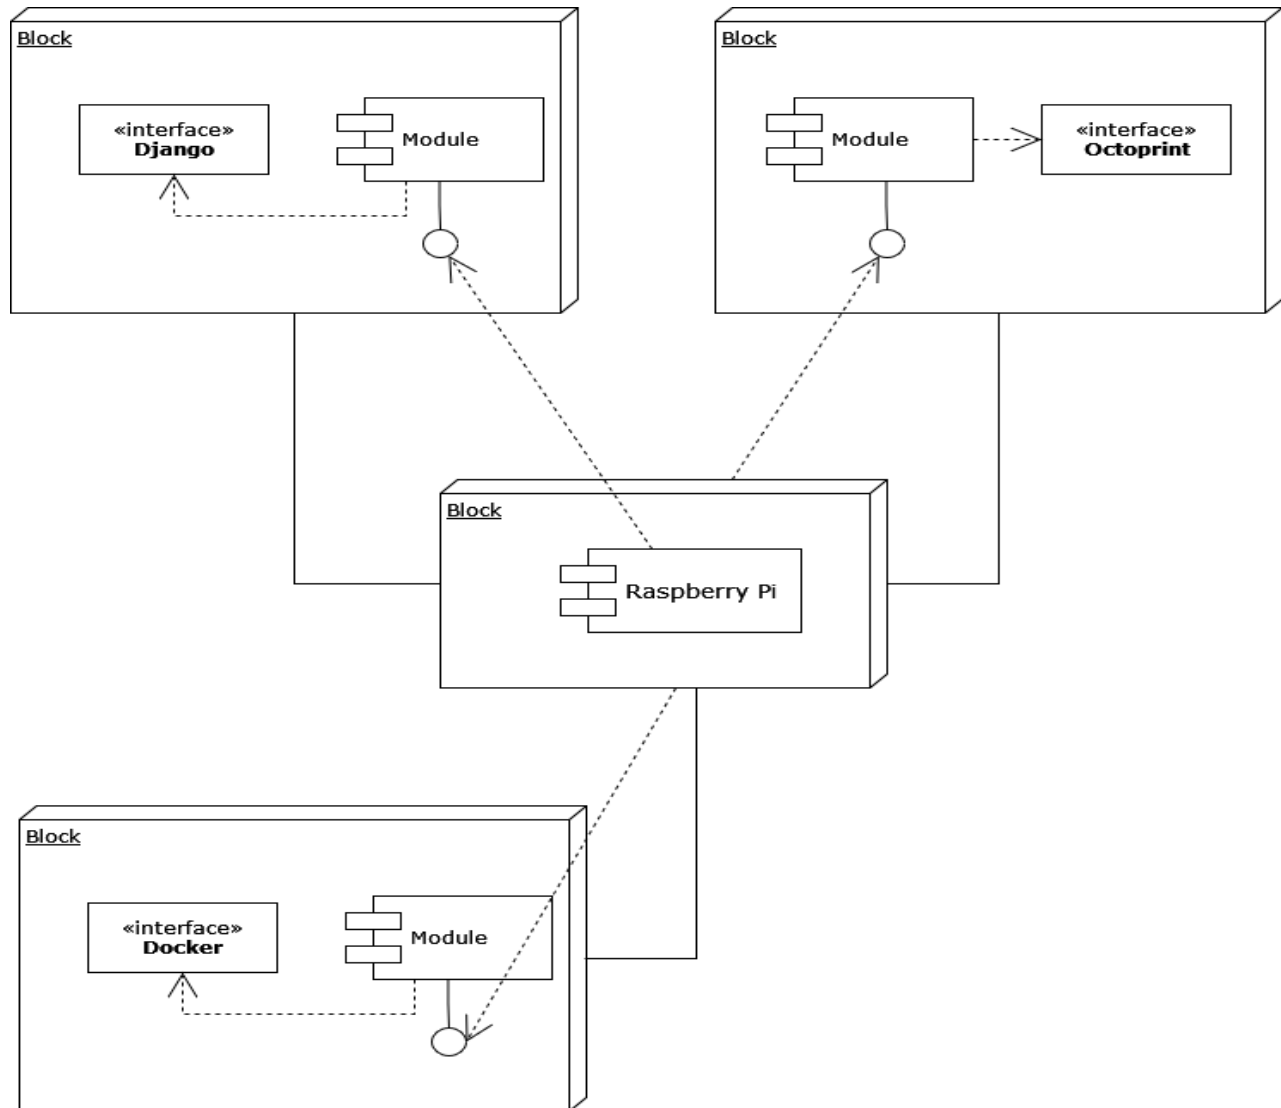 Block
«interface»
Django
Module
Block
Module
«interface»
Octoprint
Block
Raspberry Pi
Block
«interface»
Docker
Module